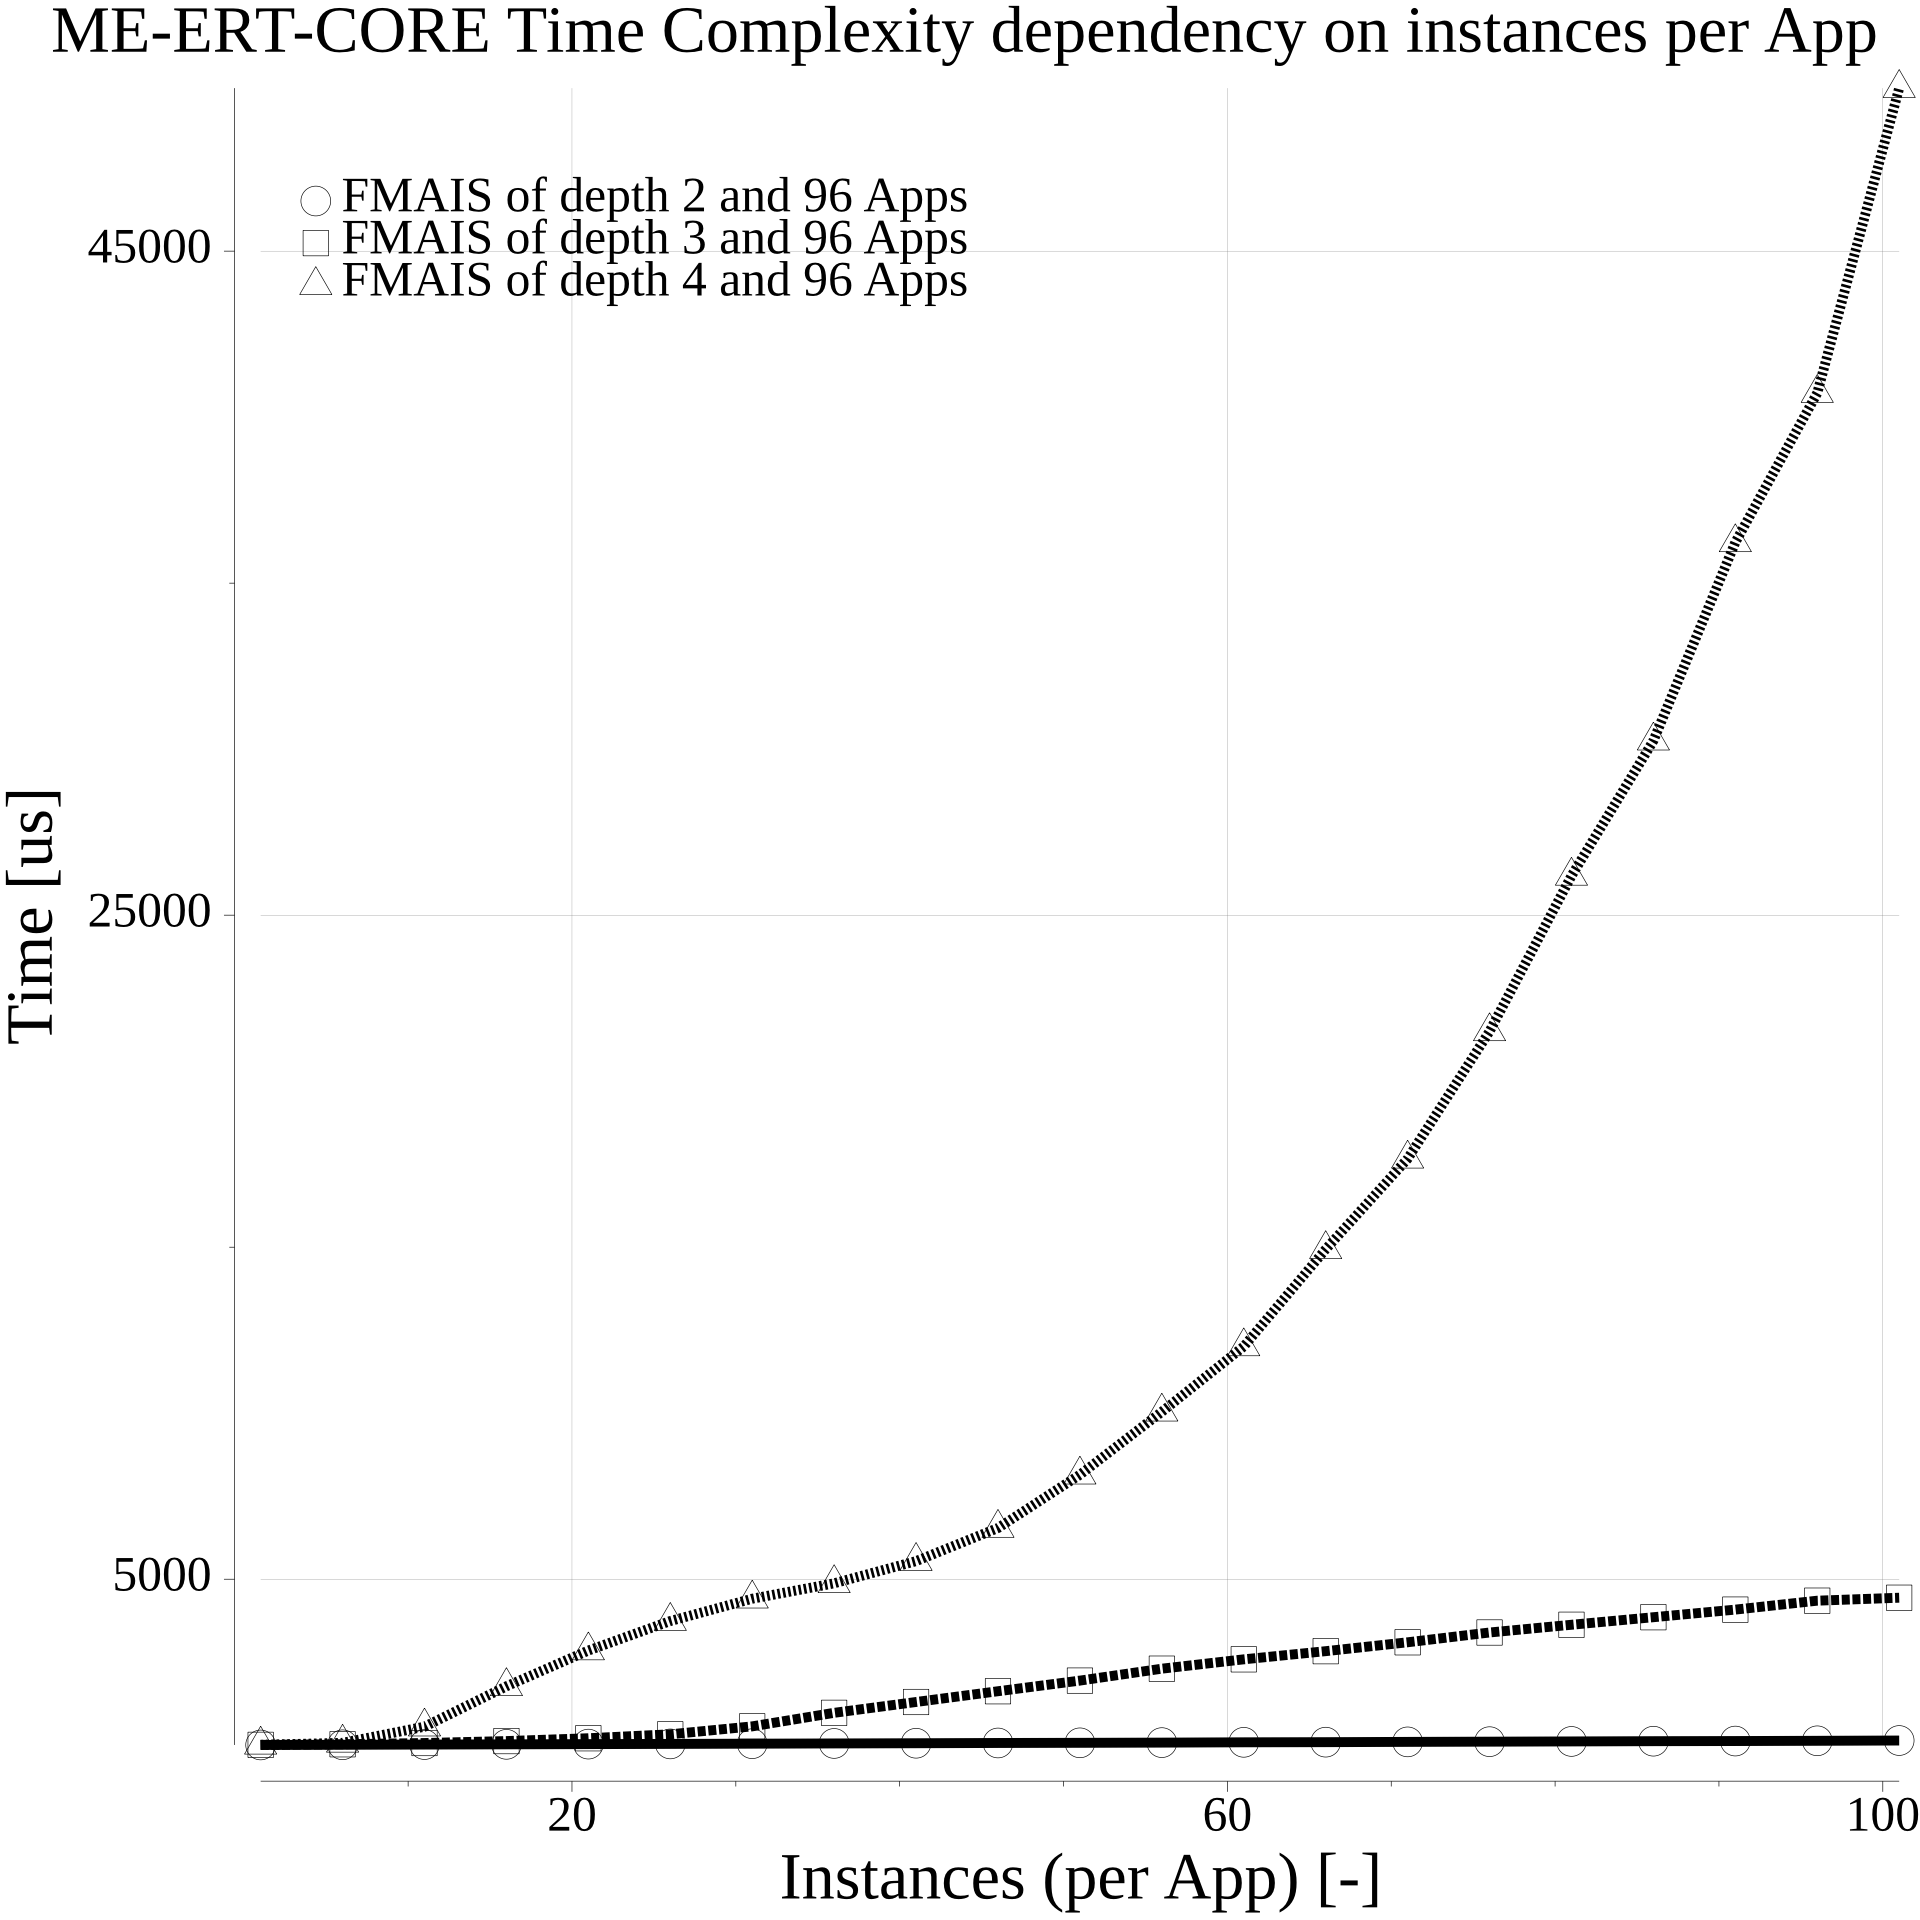 ME-ERT-CORE Time Complexity dependency on instances per App
FMAIS of depth 2 and 96 Apps
FMAIS of depth 3 and 96 Apps
FMAIS of depth 4 and 96 Apps
45000
25000
5000
Time [us]
20
60
100
Instances (per App) [-]